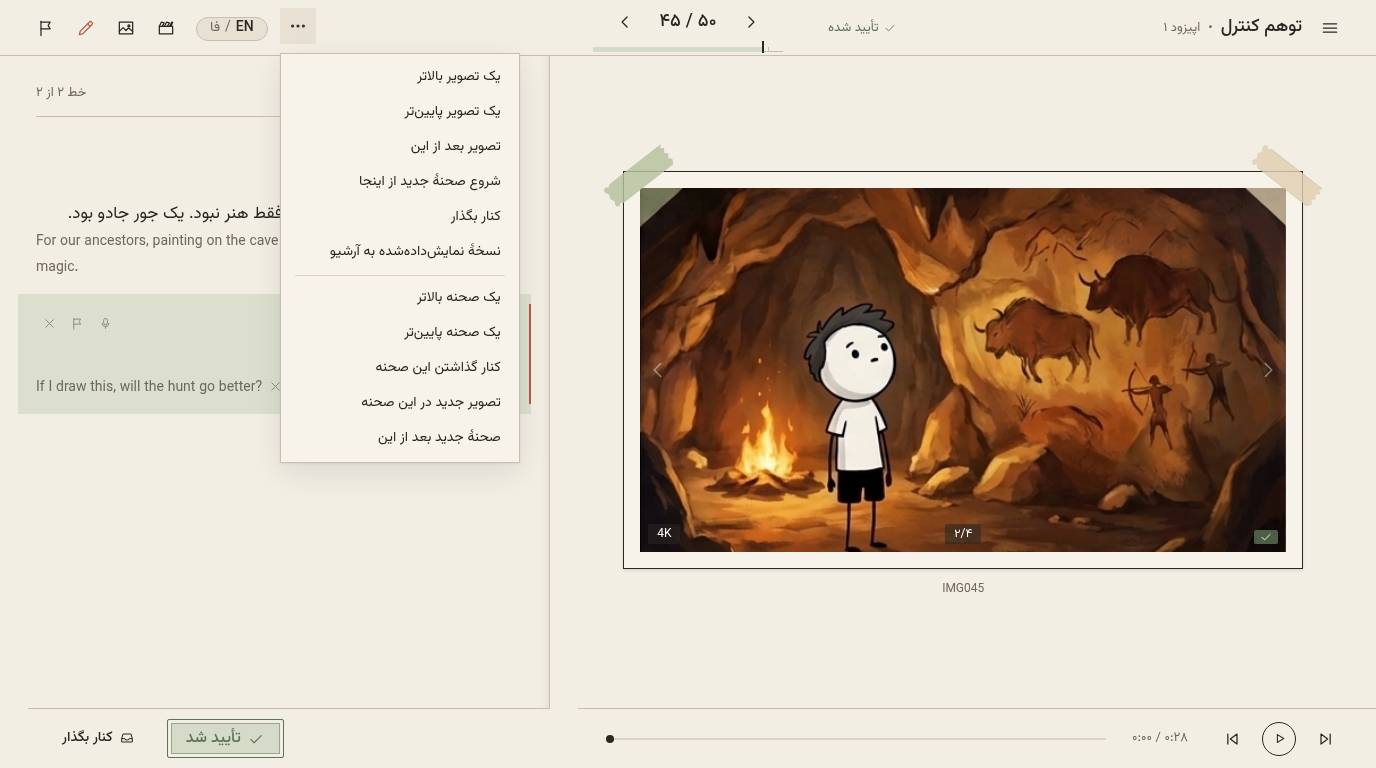 توهم کنترل • اپیزود ۱
تأیید شده
۴۵ / ۵۰
EN / فا
خط ۲ از ۲
فقط هنر نبود. یک جور جادو بود.
For our ancestors, painting on the cave
magic.
If I draw this, will the hunt go better?
یک تصویر بالاتر
یک تصویر پایین‌تر
تصویر بعد از این
شروع صحنهٔ جدید از اینجا
کنار بگذار
نسخهٔ نمایش‌داده‌شده به آرشیو
یک صحنه بالاتر
یک صحنه پایین‌تر
کنار گذاشتن این صحنه
تصویر جدید در این صحنه
صحنهٔ جدید بعد از این
4K
۲/۴
IMG045
۰:۰۰ / ۰:۲۸
تأیید شد
کنار بگذار